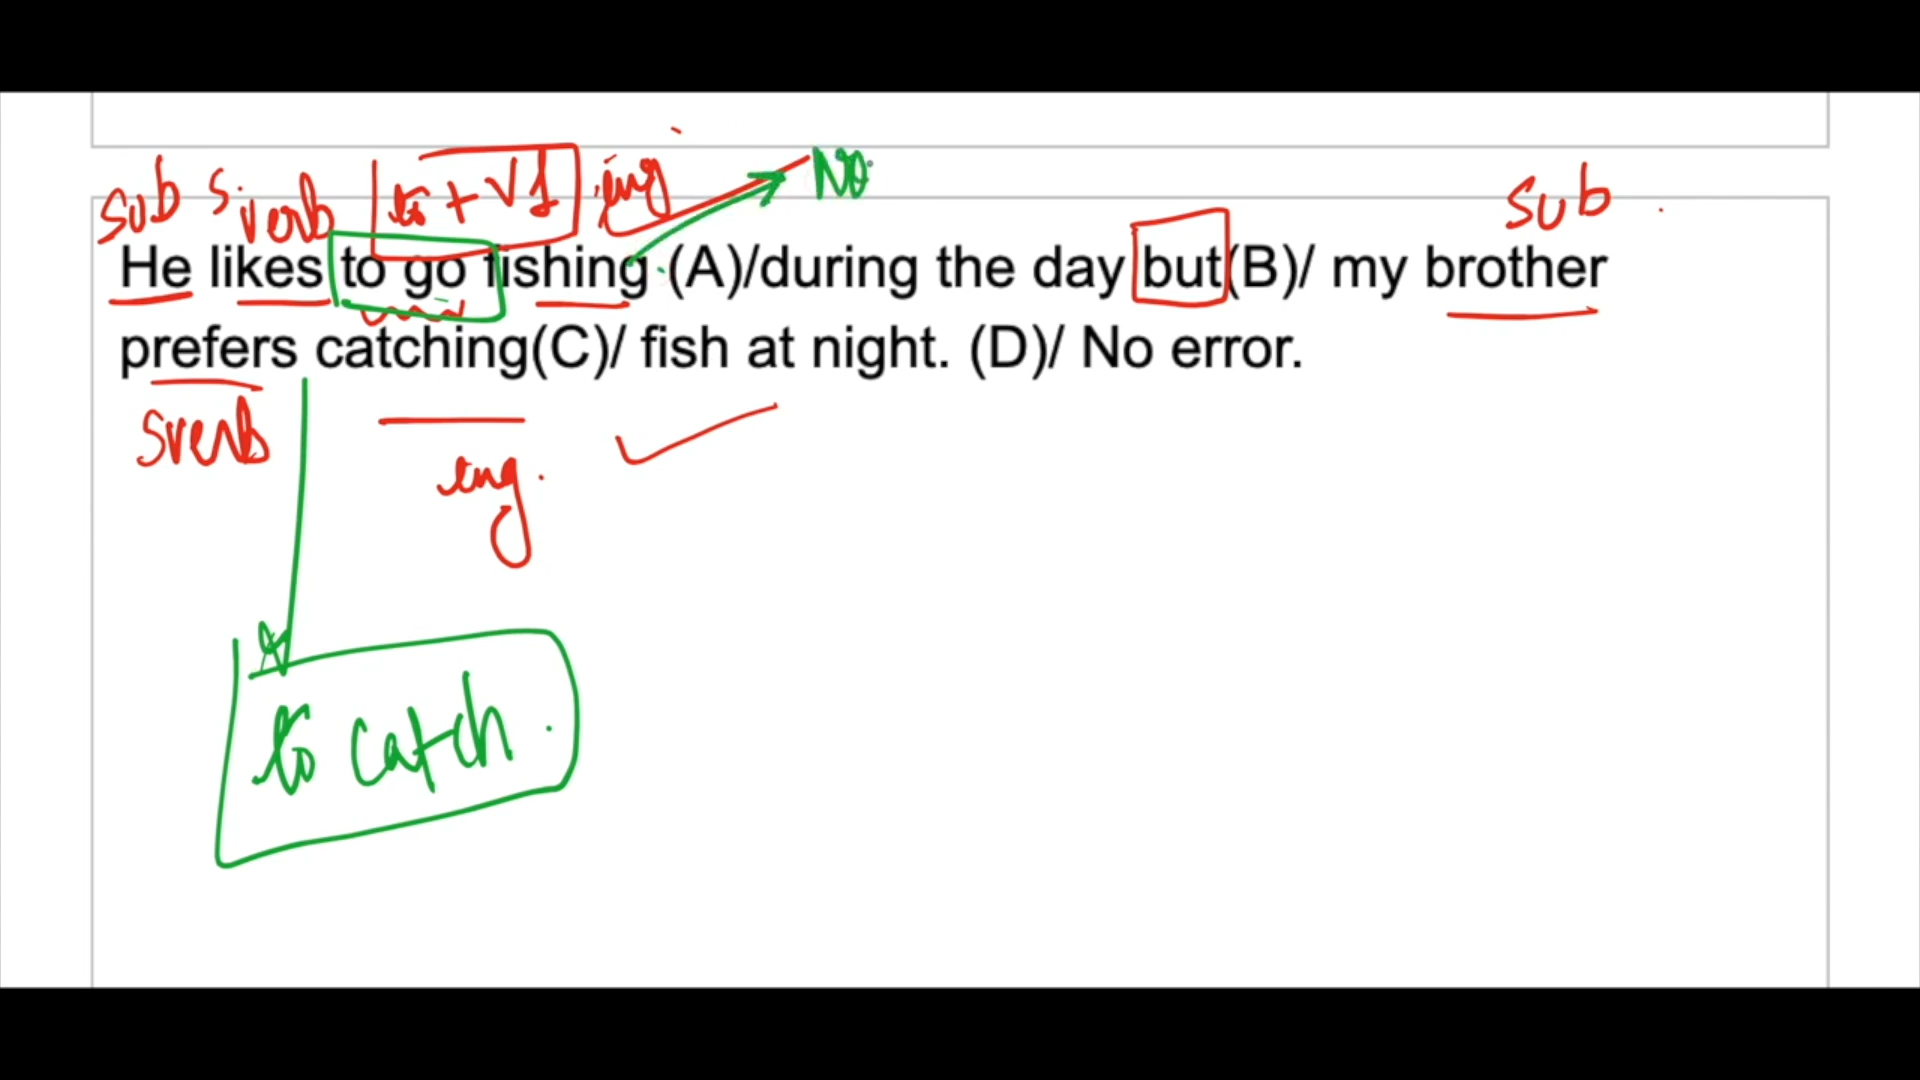 sub s. verb to + V1 ing NO sub
He likes to go fishing (A)/during the day but(B)/ my brother
prefers catching(C)/ fish at night. (D)/ No error.
sverb ing.
to catch.